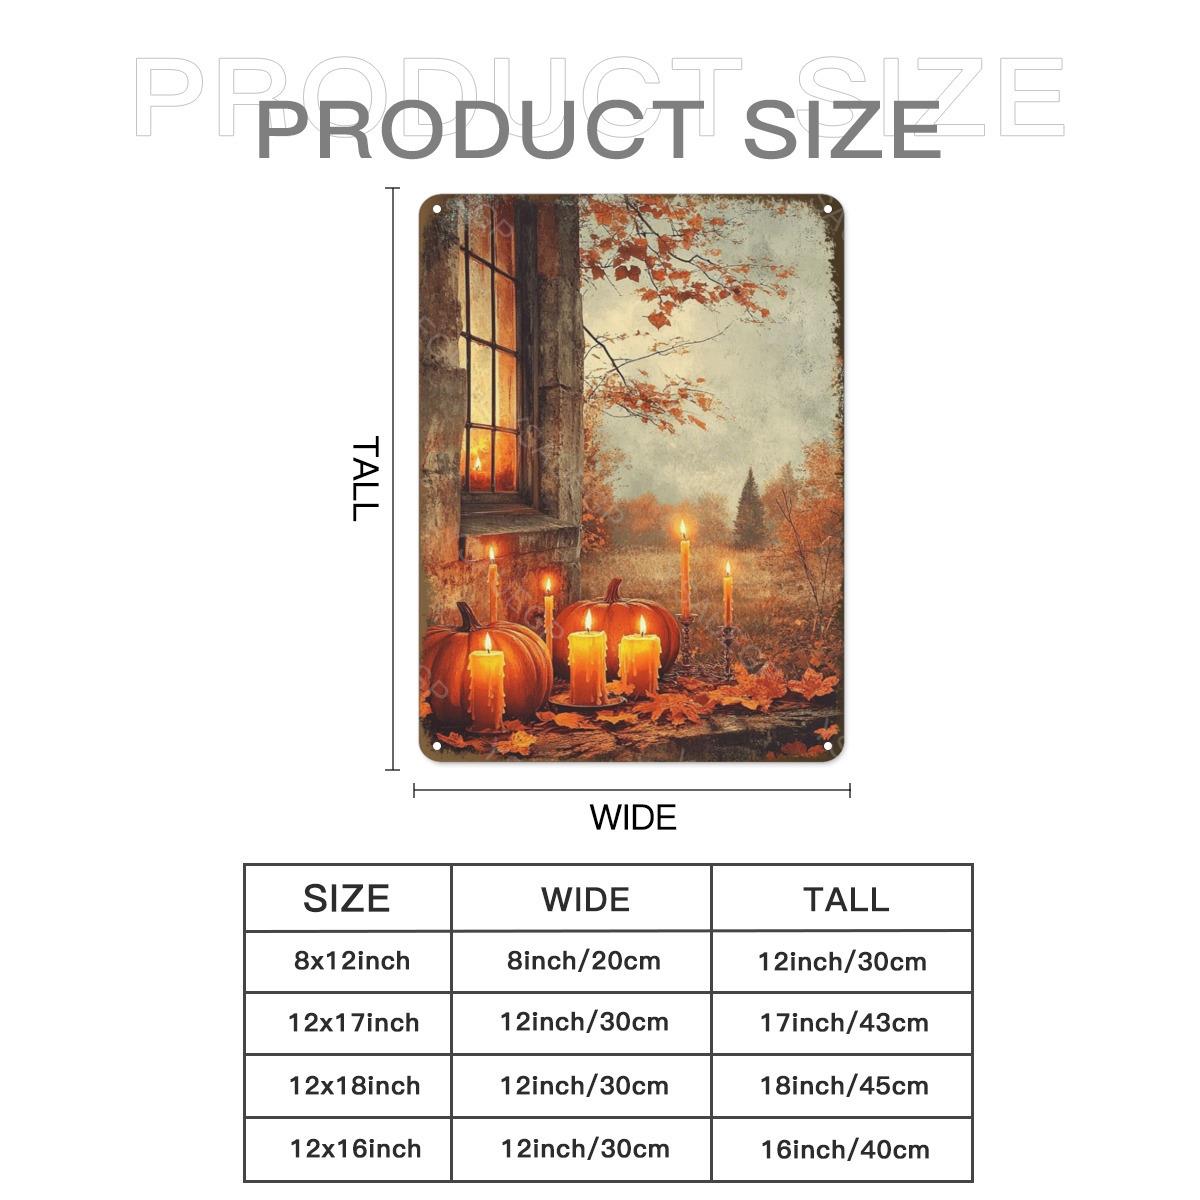 PRODUCT SIZE
PRODUCT SIZE
TALL
WIDE
SIZE WIDE TALL
8x12inch 8inch/20cm 12inch/30cm
12x17inch 12inch/30cm 17inch/43cm
12x18inch 12inch/30cm 18inch/45cm
12x16inch 12inch/30cm 16inch/40cm